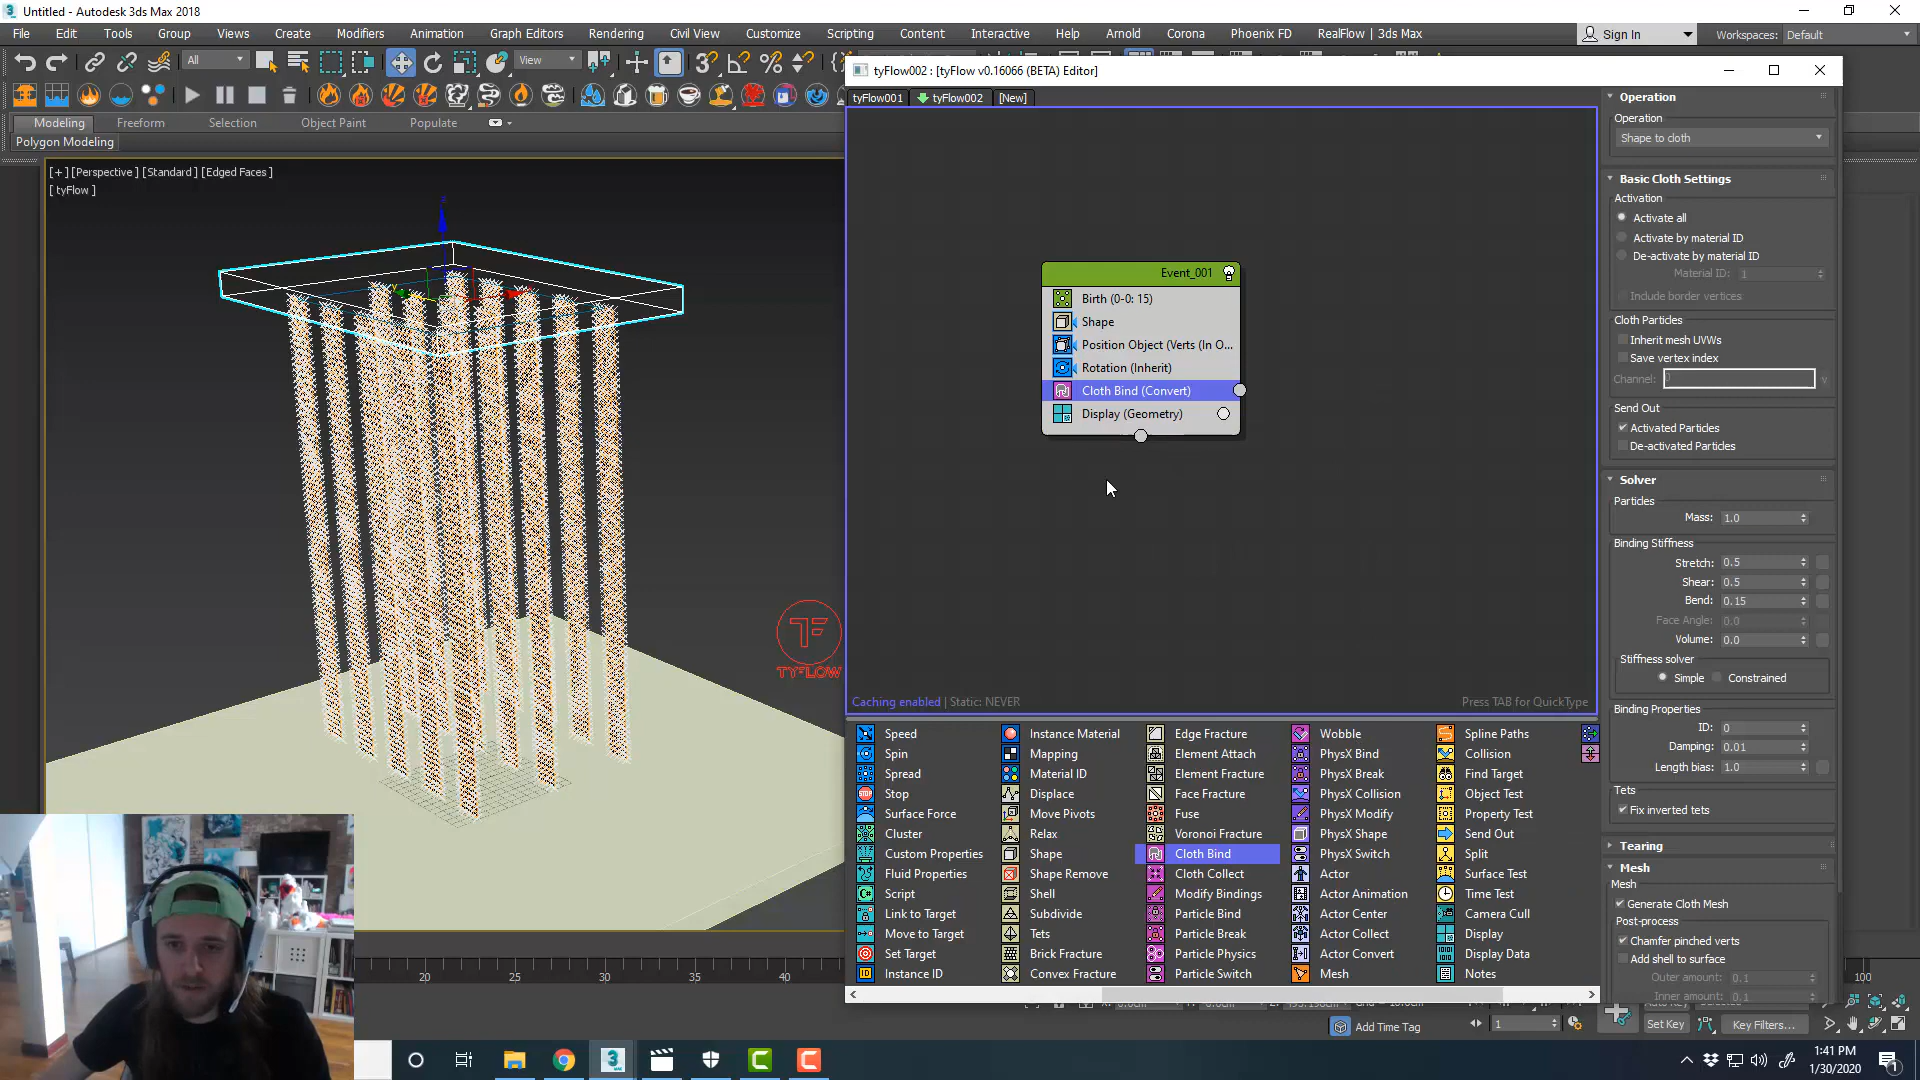 Untitled - Autodesk 3ds Max 2018
File Edit Tools Group Views Create Modifiers Animation Graph Editors Rendering Civil View Customize Scripting Content Interactive Help Arnold Corona Phoenix FD RealFlow | 3ds Max
Sign In Workspaces: Default
All View
tyFlow002 : [tyFlow v0.16066 (BETA) Editor]
tyFlow001 tyFlow002 [New]
Modeling Freeform Selection Object Paint Populate
Polygon Modeling
[+] [Perspective ] [Standard ] [Edged Faces ]
[ tyFlow ]
TYFLOW
Event_001
Birth (0-0: 15)
Shape
Position Object (Verts (In O...
Rotation (Inherit)
Cloth Bind (Convert)
Display (Geometry)
Caching enabled | Static: NEVER
Press TAB for QuickType
Operation
Operation
Shape to cloth
Basic Cloth Settings
Activation
Activate all
Activate by material ID
De-activate by material ID
Material ID: 1
Include border vertices
Cloth Particles
Inherit mesh UVWs
Save vertex index
Channel:
Send Out
Activated Particles
De-activated Particles
Solver
Particles
Mass: 1.0
Binding Stiffness
Stretch: 0.5
Shear: 0.5
Bend: 0.15
Face Angle: 0.0
Volume: 0.0
Stiffness solver
Simple Constrained
Binding Properties
ID: 0
Damping: 0.01
Length bias: 1.0
Tets
Fix inverted tets
Tearing
Mesh
Mesh
Generate Cloth Mesh
Post-process
Chamfer pinched verts
Add shell to surface
Outer amount: 0.1
Inner amount: 0.1
Speed Instance Material Edge Fracture Wobble Spline Paths
Spin Mapping Element Attach PhysX Bind Collision
Spread Material ID Element Fracture PhysX Break Find Target
Stop Displace Face Fracture PhysX Collision Object Test
Surface Force Move Pivots Fuse PhysX Modify Property Test
Cluster Relax Voronoi Fracture PhysX Shape Send Out
Custom Properties Shape Cloth Bind PhysX Switch Split
Fluid Properties Shape Remove Cloth Collect Actor Surface Test
Script Shell Modify Bindings Actor Animation Time Test
Link to Target Subdivide Particle Bind Actor Center Camera Cull
Move to Target Tets Particle Break Actor Collect Display
Set Target Brick Fracture Particle Physics Actor Convert Display Data
Instance ID Convex Fracture Particle Switch Mesh Notes
20 25 30 35 40 100
Add Time Tag 1 Set Key Key Filters...
1:41 PM
1/30/2020